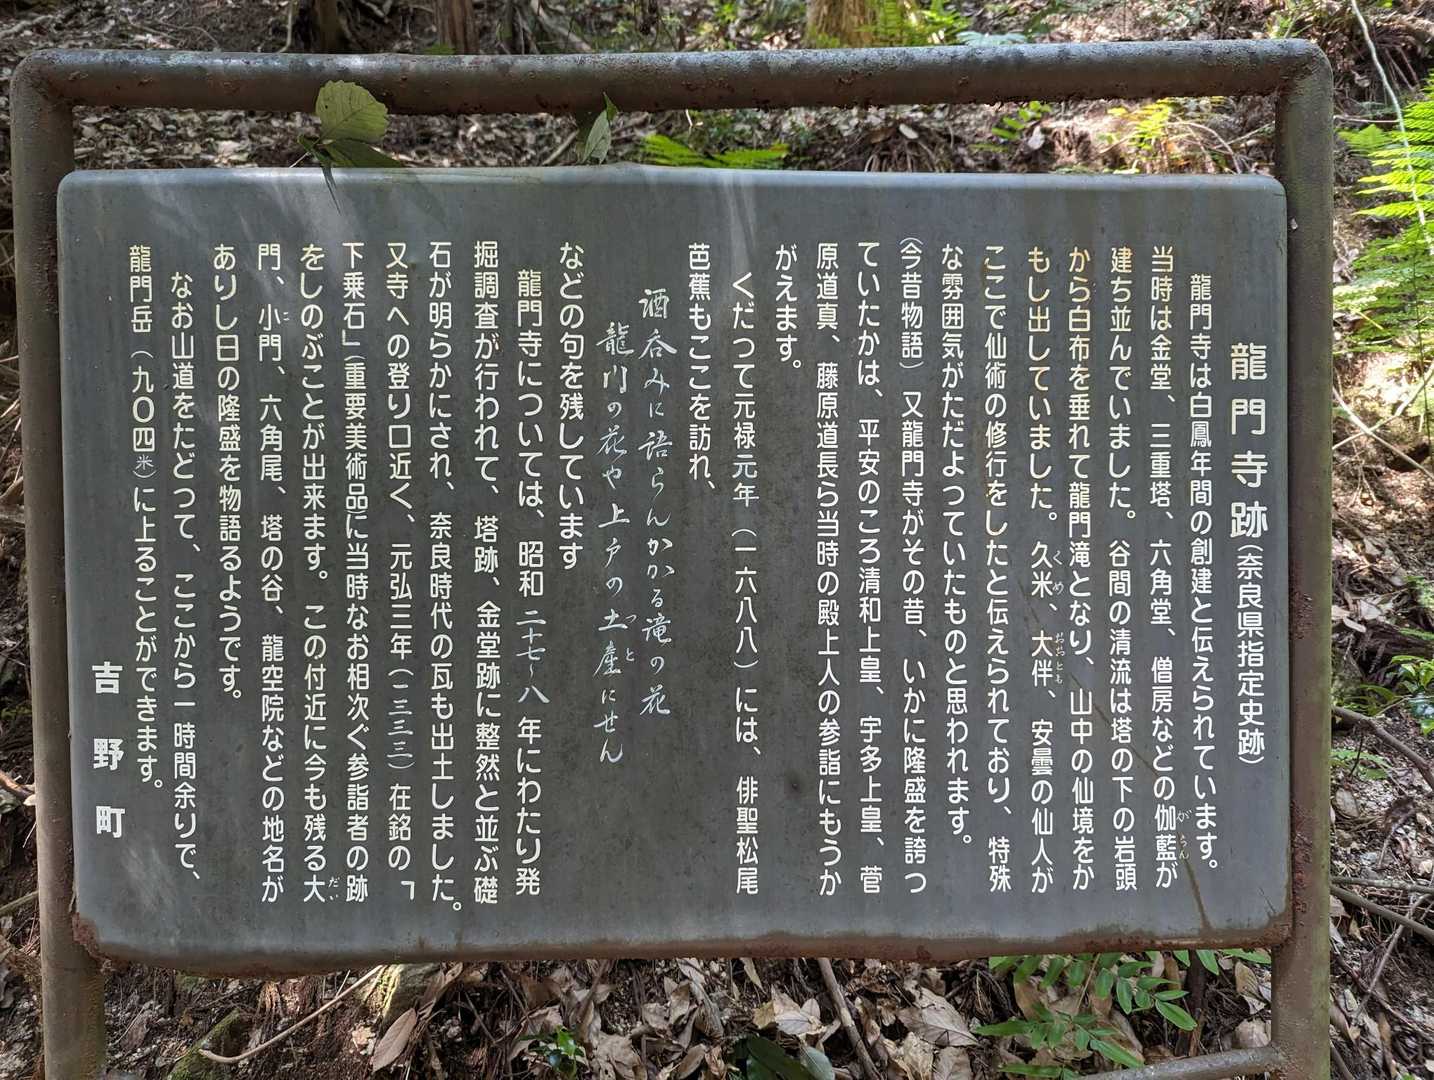 龍門寺跡（奈良県指定史跡）
龍門寺は白鳳年間の創建と伝えられています。
当時は金堂、三重塔、六角堂、僧房などの伽藍が
建ち並んでいました。谷間の清流は塔の下の岩頭
から白布を垂れて龍門滝となり、山中の仙境をか
もし出していました。久米、大伴、安曇の仙人が
ここで仙術の修行をしたと伝えられており、特殊
な雰囲気がただよつていたものと思われます。
（今昔物語）又龍門寺がその昔、いかに隆盛を誇つ
ていたかは、平安のころ清和上皇、宇多上皇、菅
原道真、藤原道長ら当時の殿上人の参詣にもうか
がえます。
くだつて元禄元年（一六八八）には、俳聖松尾
芭蕉もここを訪れ、
酒呑みに語らんかかる滝の花
龍門の花や上戸の土産にせん
などの句を残しています
龍門寺については、昭和二十七〜八年にわたり発
掘調査が行われて、塔跡、金堂跡に整然と並ぶ礎
石が明らかにされ、奈良時代の瓦も出土しました。
又寺への登り口近く、元弘三年（一三三三）在銘の「
下乗石」（重要美術品）に当時なお相次ぐ参詣者の跡
をしのぶことが出来ます。この付近に今も残る大
門、小門、六角尾、塔の谷、龍空院などの地名が
ありし日の隆盛を物語るようです。
なお山道をたどつて、ここから一時間余りで、
龍門岳（九〇四米）に上ることができます。
吉野町